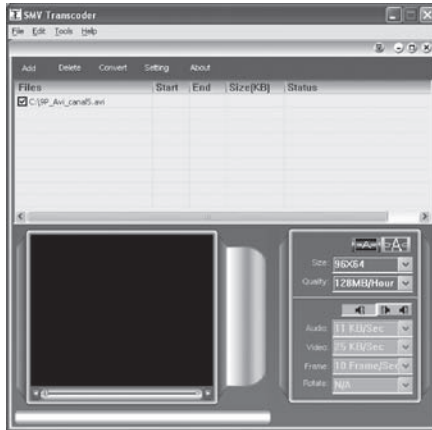 SMV Transcoder
File Edit Tools Help
Add Delete Convert Setting About
Files Start End Size(KB) Status
C:\9P_Avi_canal5.avi
Size: 96X64
Quality: 128MB/Hour
Audio: 11 KB/Sec
Video: 25 KB/Sec
Frame: 10 Frame/Sec
Rotate: N/A